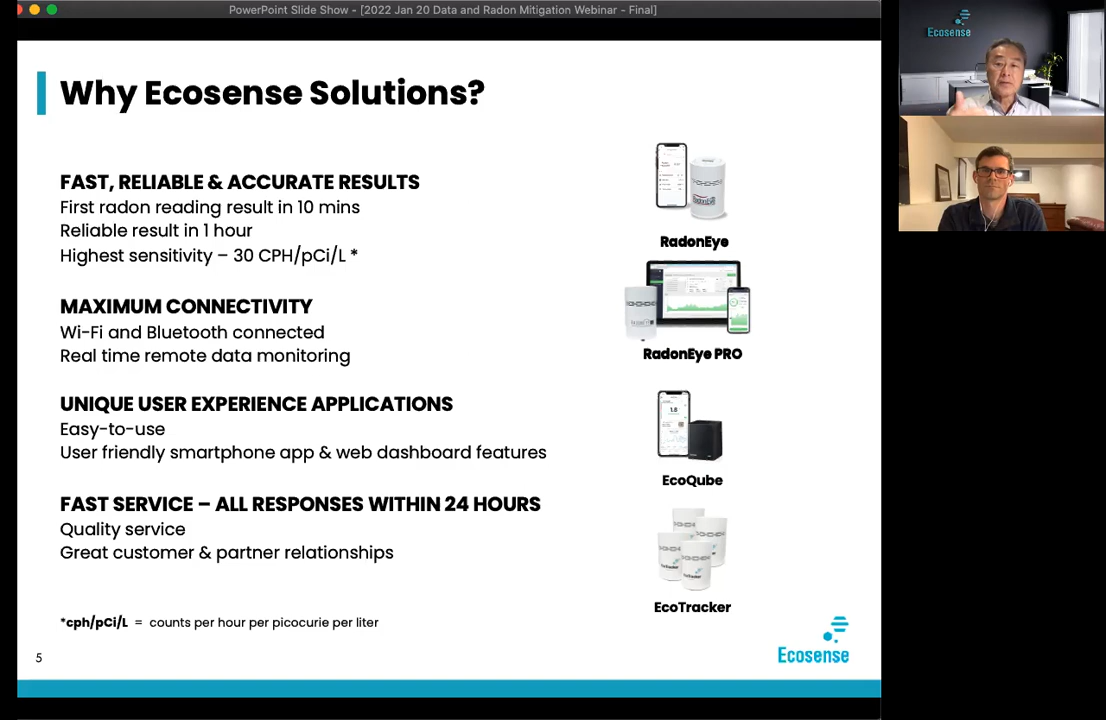 PowerPoint Slide Show - [2022 Jan 20 Data and Radon Mitigation Webinar - Final]
Why Ecosense Solutions?
FAST, RELIABLE & ACCURATE RESULTS
First radon reading result in 10 mins
Reliable result in 1 hour
Highest sensitivity – 30 CPH/pCi/L *
MAXIMUM CONNECTIVITY
Wi-Fi and Bluetooth connected
Real time remote data monitoring
UNIQUE USER EXPERIENCE APPLICATIONS
Easy-to-use
User friendly smartphone app & web dashboard features
FAST SERVICE – ALL RESPONSES WITHIN 24 HOURS
Quality service
Great customer & partner relationships
*cph/pCi/L = counts per hour per picocurie per liter
5
RadonEye
RadonEye PRO
1.8
EcoQube
EcoTracker
Ecosense
Ecosense